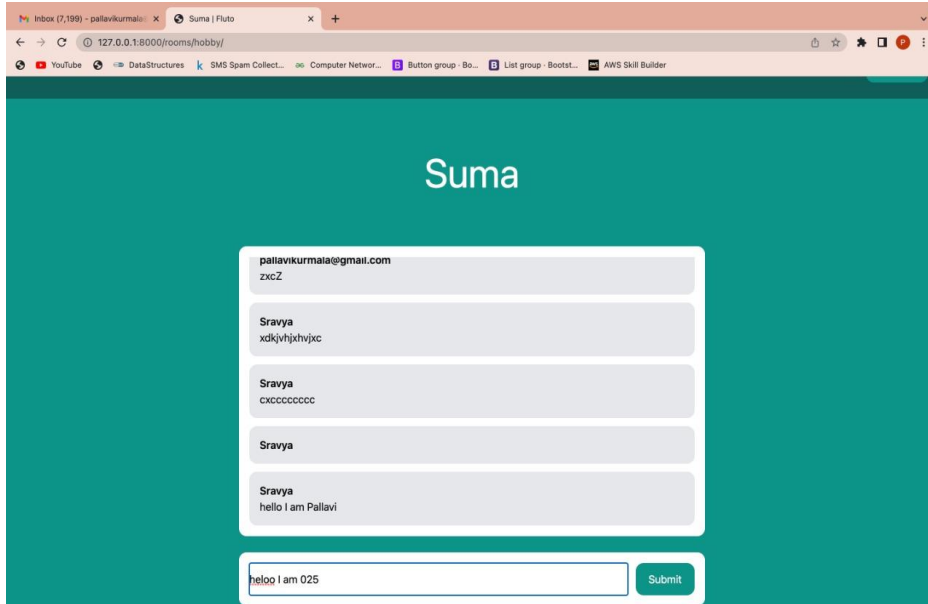 Inbox (7,199) - pallavikurmala
Suma | Fluto
127.0.0.1:8000/rooms/hobby/
YouTube
DataStructures
SMS Spam Collect...
Computer Networ...
Button group · Bo...
List group · Bootst...
AWS Skill Builder
Suma
pallavikurmala@gmail.com
zxcZ
Sravya
xdkjvhjxhvjxc
Sravya
cxcccccccc
Sravya
Sravya
hello I am Pallavi
heloo I am 025
Submit